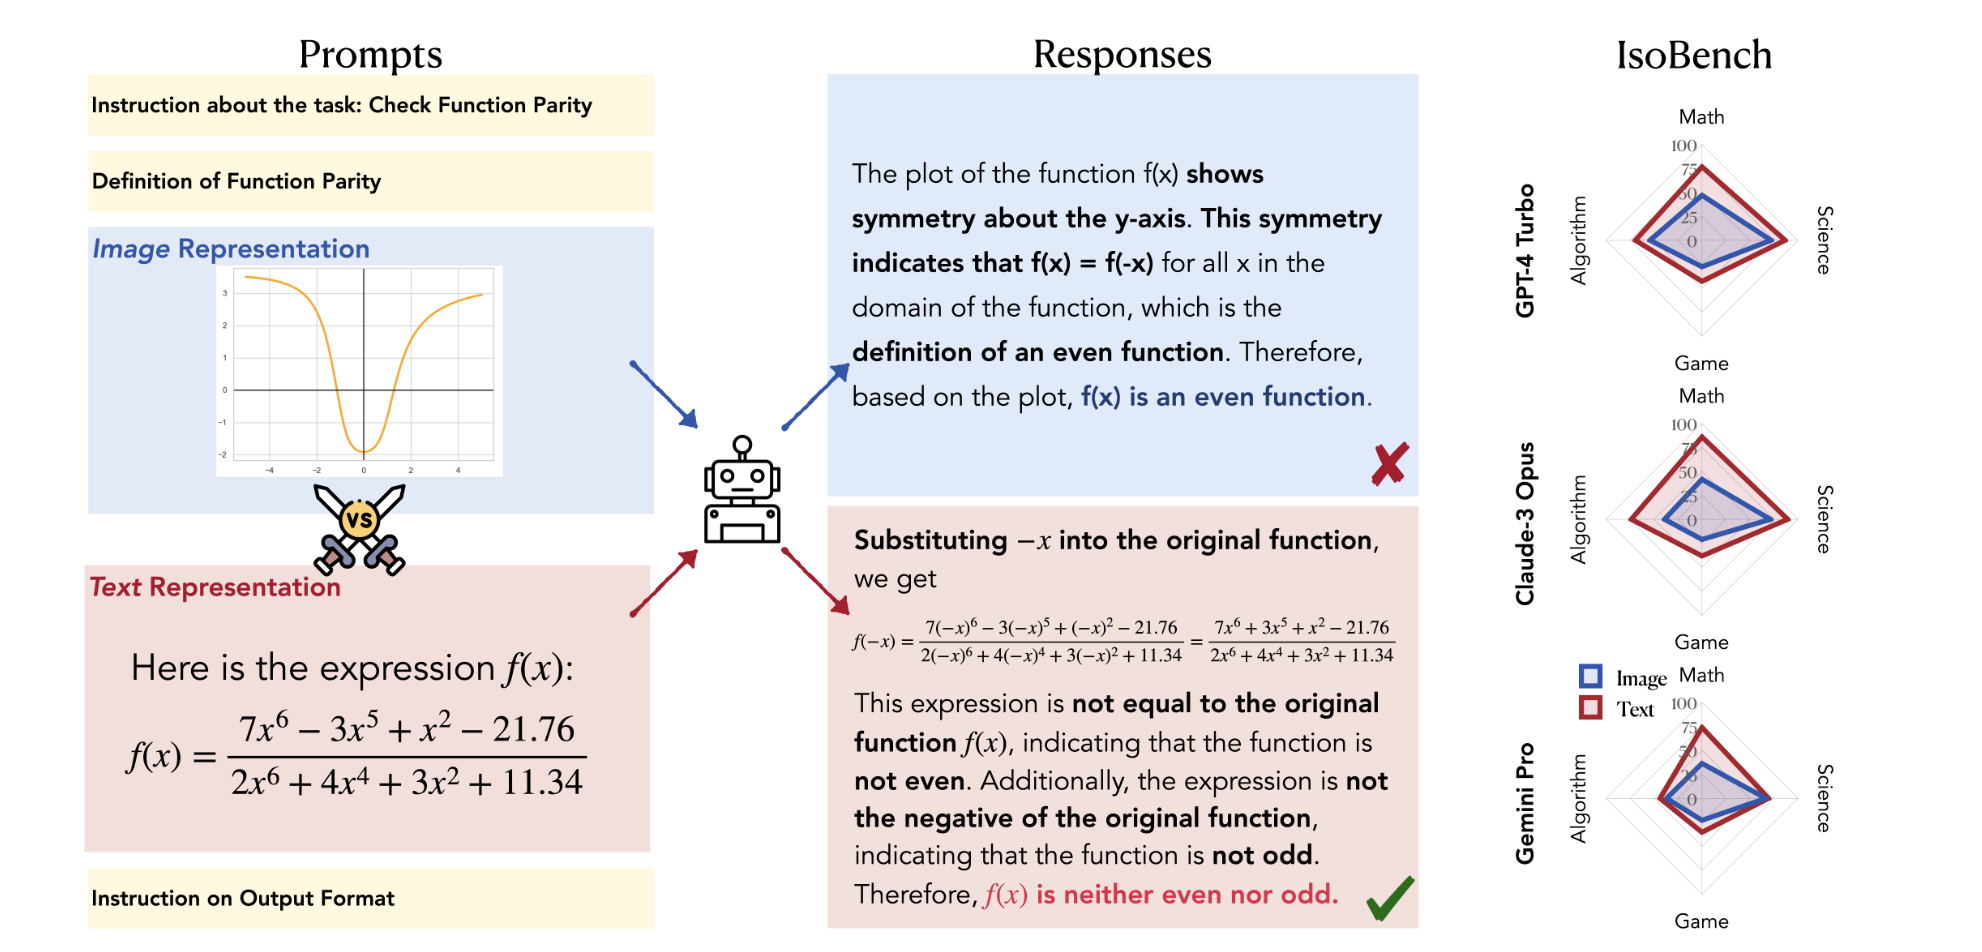 Prompts
Instruction about the task: Check Function Parity
Definition of Function Parity
Image Representation
3
2
1
0
−1
−2
−4
−2
0
2
4
VS
Text Representation
Here is the expression f(x):
f(x) = \frac{7x^6 − 3x^5 + x^2 − 21.76}{2x^6 + 4x^4 + 3x^2 + 11.34}
Instruction on Output Format
Responses
The plot of the function f(x) shows
symmetry about the y-axis. This symmetry
indicates that f(x) = f(-x) for all x in the
domain of the function, which is the
definition of an even function. Therefore,
based on the plot, f(x) is an even function.
Substituting −x into the original function,
we get
f(−x) = \frac{7(−x)^6 − 3(−x)^5 + (−x)^2 − 21.76}{2(−x)^6 + 4(−x)^4 + 3(−x)^2 + 11.34} = \frac{7x^6 + 3x^5 + x^2 − 21.76}{2x^6 + 4x^4 + 3x^2 + 11.34}
This expression is not equal to the original
function f(x), indicating that the function is
not even. Additionally, the expression is not
the negative of the original function,
indicating that the function is not odd.
Therefore, f(x) is neither even nor odd.
IsoBench
GPT-4 Turbo
Math
Algorithm
Science
Game
100
75
50
25
0
Claude-3 Opus
Math
Algorithm
Science
Game
100
75
50
25
0
Image
Text
Gemini Pro
Math
Algorithm
Science
Game
100
75
50
25
0